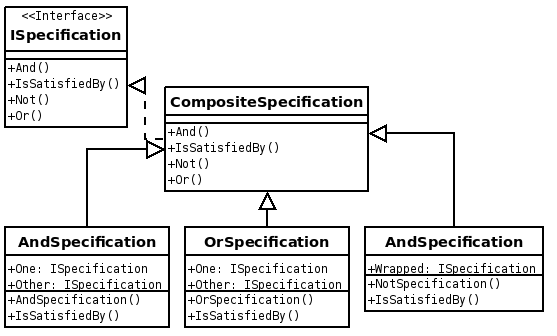 <<Interface>>
ISpecification
+And()
+IsSatisfiedBy()
+Not()
+Or()
CompositeSpecification
+And()
+IsSatisfiedBy()
+Not()
+Or()
AndSpecification
+One: ISpecification
+Other: ISpecification
+AndSpecification()
+IsSatisfiedBy()
OrSpecification
+One: ISpecification
+Other: ISpecification
+OrSpecification()
+IsSatisfiedBy()
AndSpecification
+Wrapped: ISpecification
+NotSpecification()
+IsSatisfiedBy()